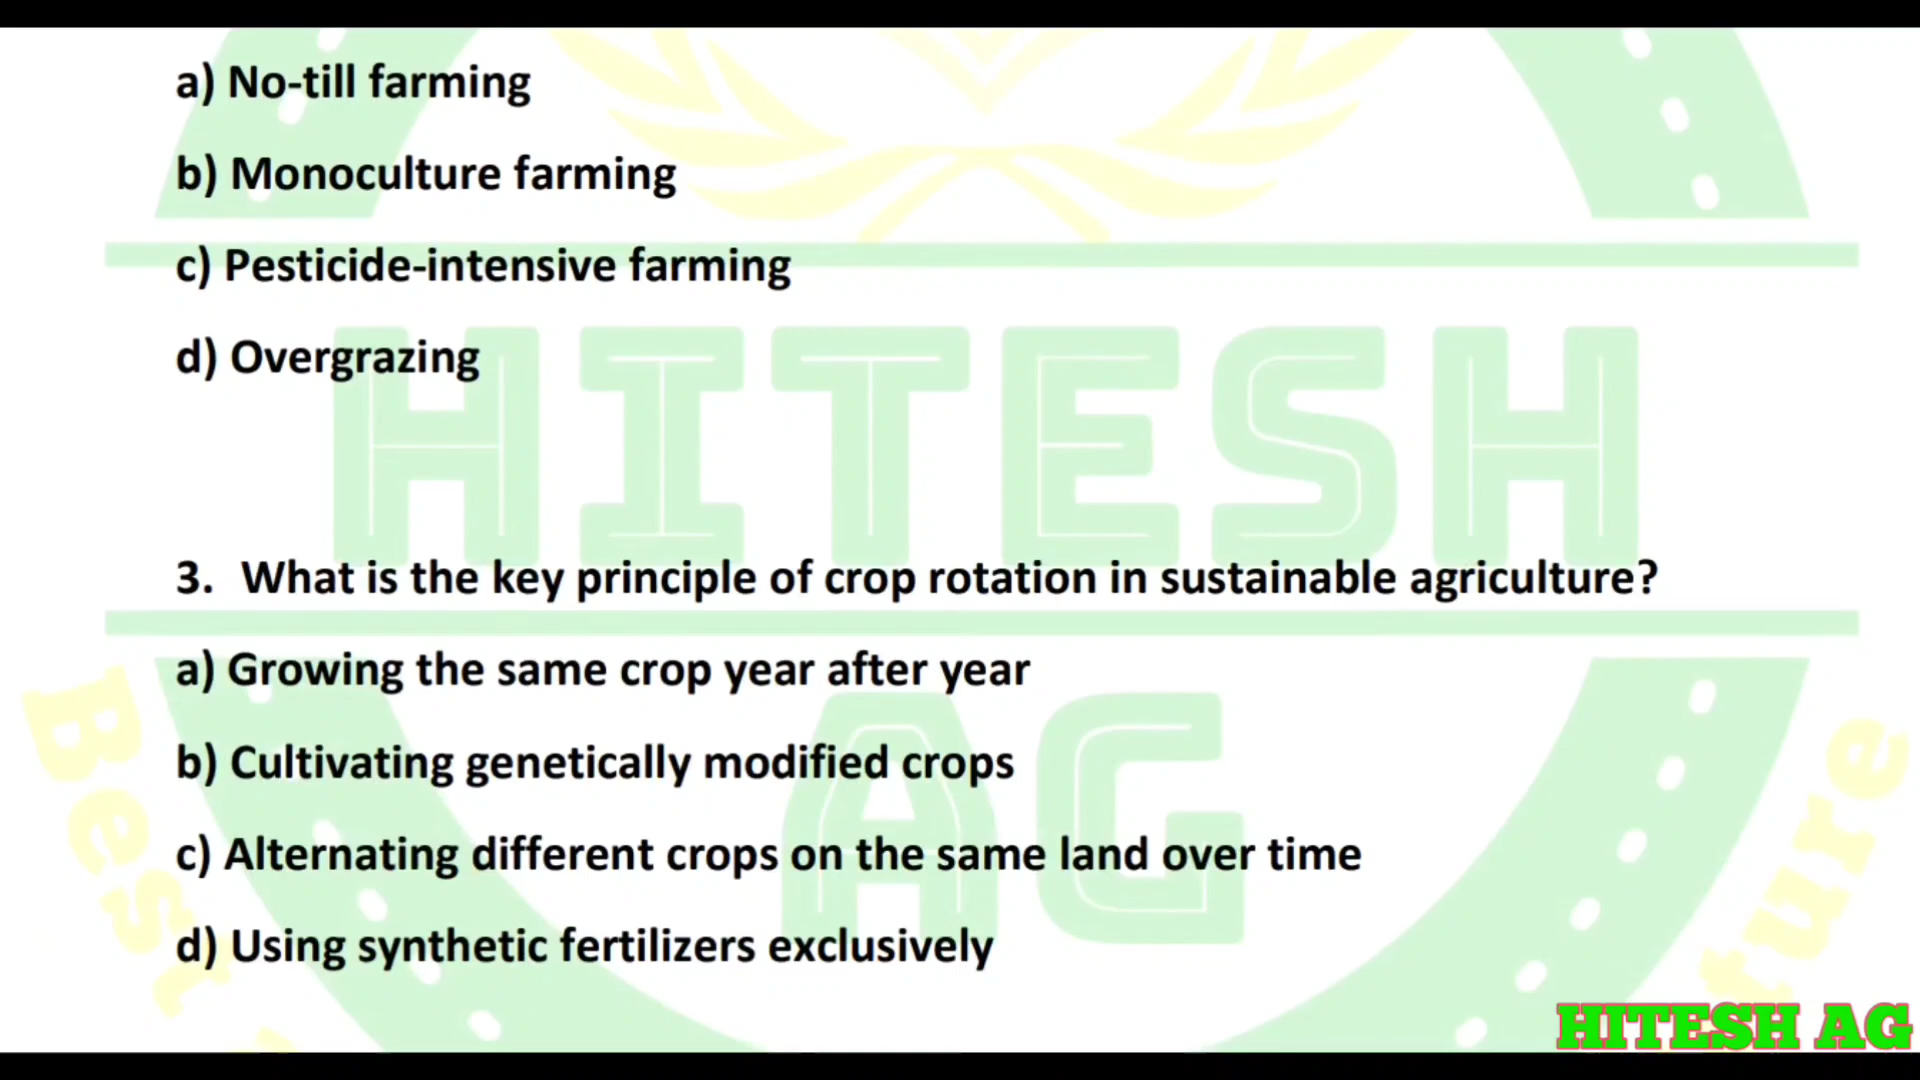 a) No-till farming
b) Monoculture farming
c) Pesticide-intensive farming
d) Overgrazing
HITESH
3. What is the key principle of crop rotation in sustainable agriculture?
a) Growing the same crop year after year
b) Cultivating genetically modified crops
AG
c) Alternating different crops on the same land over time
d) Using synthetic fertilizers exclusively
Best
ture
HITESH AG